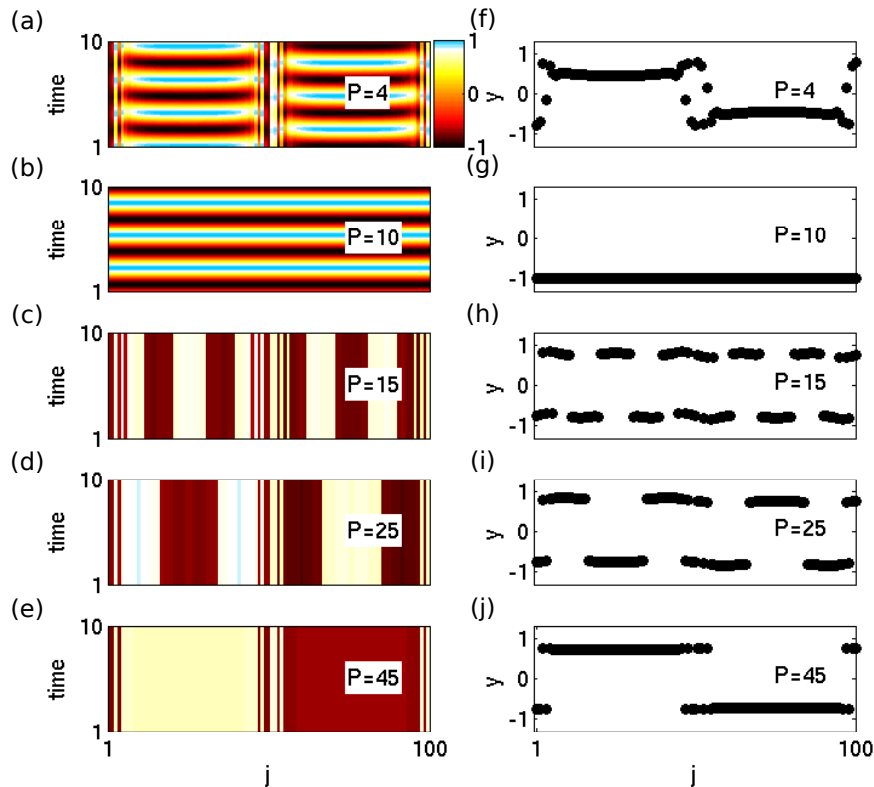 (a)
time
10
1
P=4
1
0
-1
(f)
y
1
0
-1
P=4
(b)
time
10
1
P=10
(g)
y
1
0
-1
P=10
(c)
time
10
1
P=15
(h)
y
1
0
-1
P=15
(d)
time
10
1
P=25
(i)
y
1
0
-1
P=25
(e)
time
10
1
P=45
1
100
j
(j)
y
1
0
-1
P=45
1
100
j